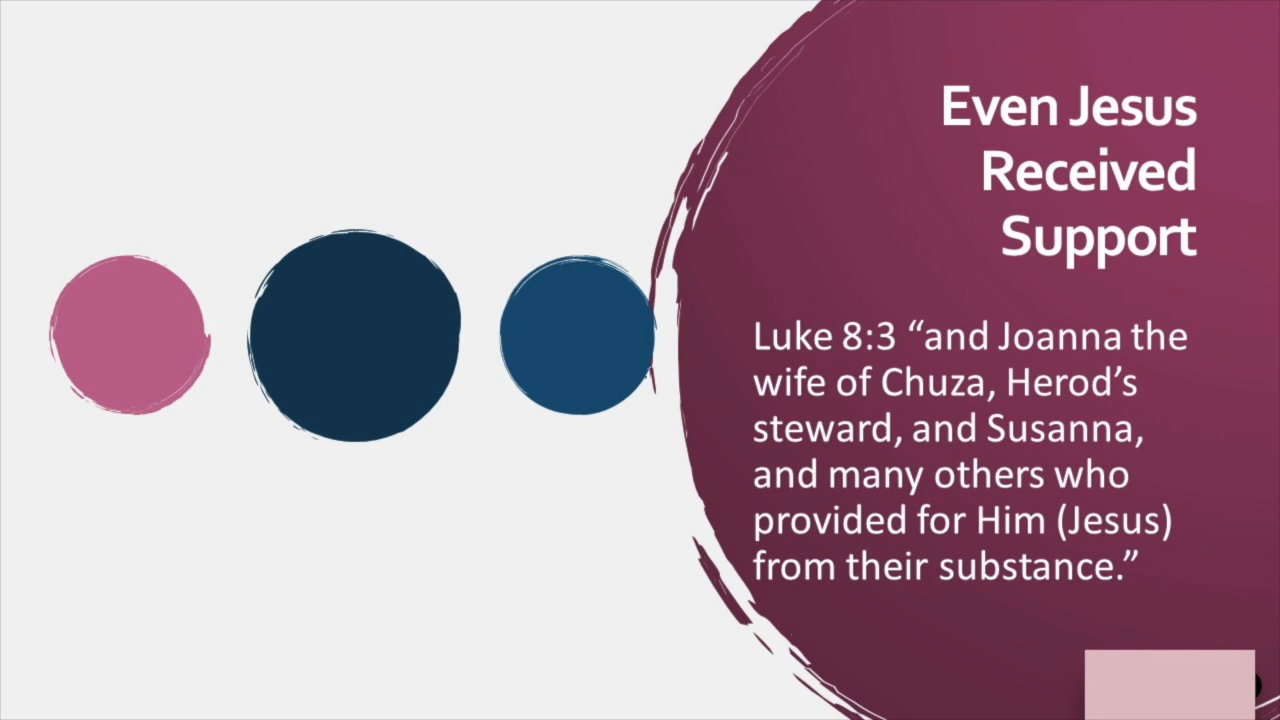 Even Jesus
Received
Support
Luke 8:3 “and Joanna the
wife of Chuza, Herod’s
steward, and Susanna,
and many others who
provided for Him (Jesus)
from their substance.”